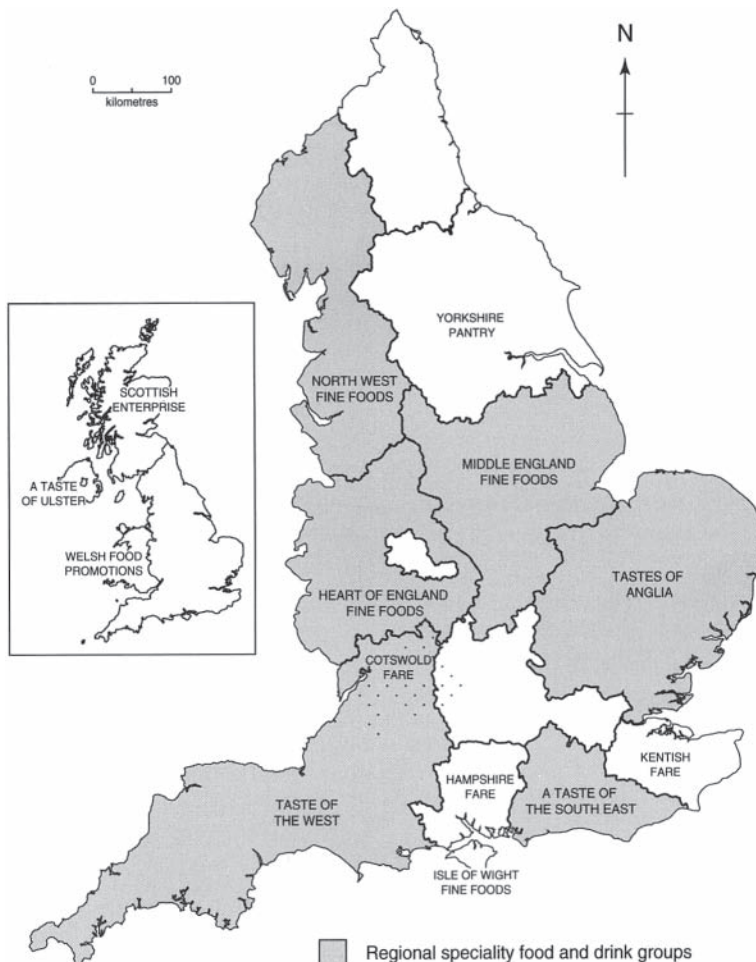 N
0 100
kilometres
YORKSHIRE
PANTRY
NORTH WEST
FINE FOODS
SCOTTISH
ENTERPRISE
MIDDLE ENGLAND
FINE FOODS
A TASTE
OF ULSTER
WELSH FOOD
PROMOTIONS
TASTES OF
ANGLIA
HEART OF ENGLAND
FINE FOODS
COTSWOLD
FARE
KENTISH
FARE
HAMPSHIRE
FARE
A TASTE OF
THE SOUTH EAST
TASTE OF
THE WEST
ISLE OF WIGHT
FINE FOODS
Regional speciality food and drink groups